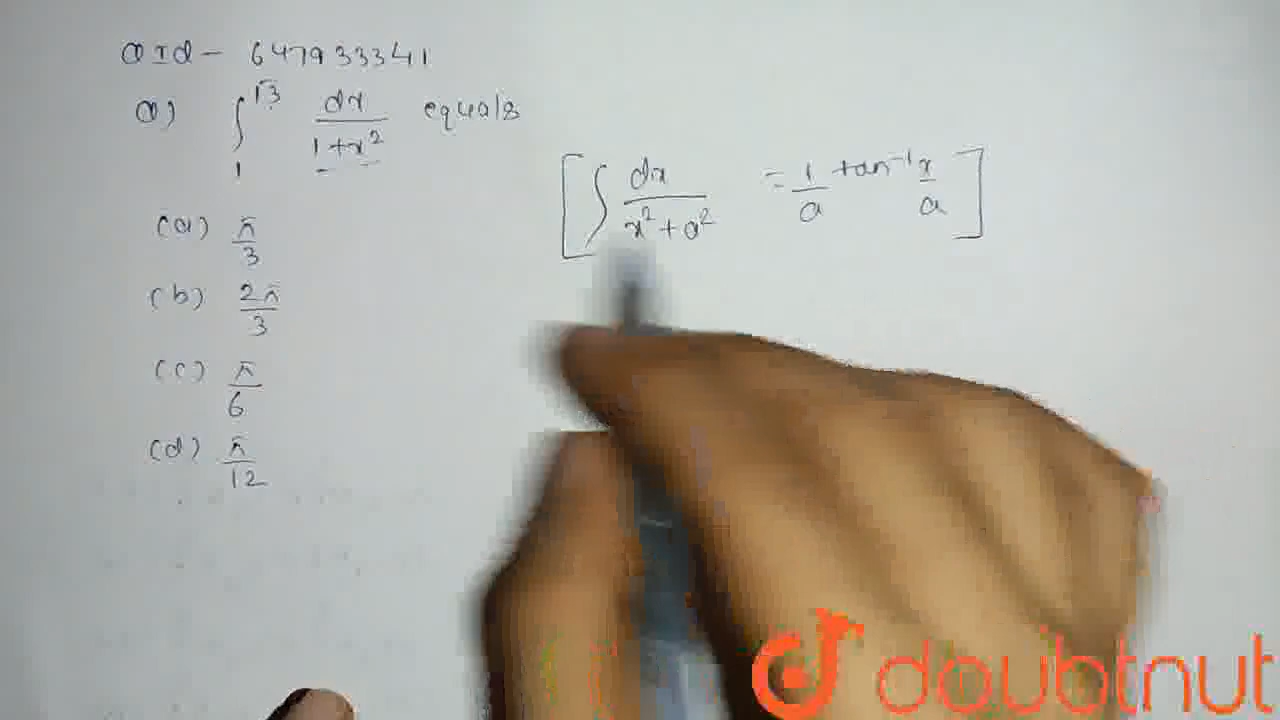 QId - 647933341
Q) ∫₁^√3 dx/(1+x²) equals
[∫ dx/(x²+a²) = 1/a tan⁻¹ x/a]
(a) π/3
(b) 2π/3
(c) π/6
(d) π/12
doubtnut